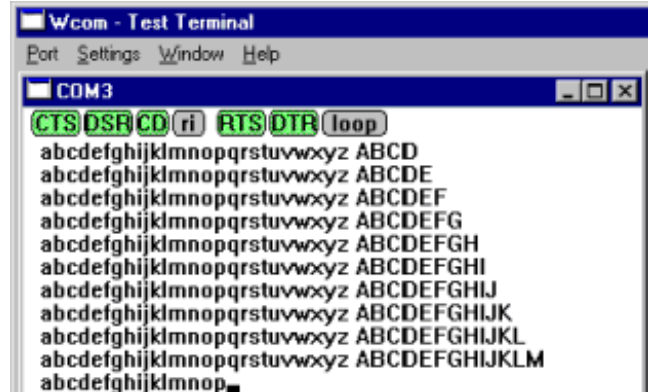 Wcom - Test Terminal
Port Settings Window Help
COM3
CTS DSR CD ri RTS DTR loop
abcdefghijklmnopqrstuvwxyz ABCD
abcdefghijklmnopqrstuvwxyz ABCDE
abcdefghijklmnopqrstuvwxyz ABCDEF
abcdefghijklmnopqrstuvwxyz ABCDEFG
abcdefghijklmnopqrstuvwxyz ABCDEFGH
abcdefghijklmnopqrstuvwxyz ABCDEFGHI
abcdefghijklmnopqrstuvwxyz ABCDEFGHIJ
abcdefghijklmnopqrstuvwxyz ABCDEFGHIJK
abcdefghijklmnopqrstuvwxyz ABCDEFGHIJKL
abcdefghijklmnopqrstuvwxyz ABCDEFGHIJKLM
abcdefghijklmnop